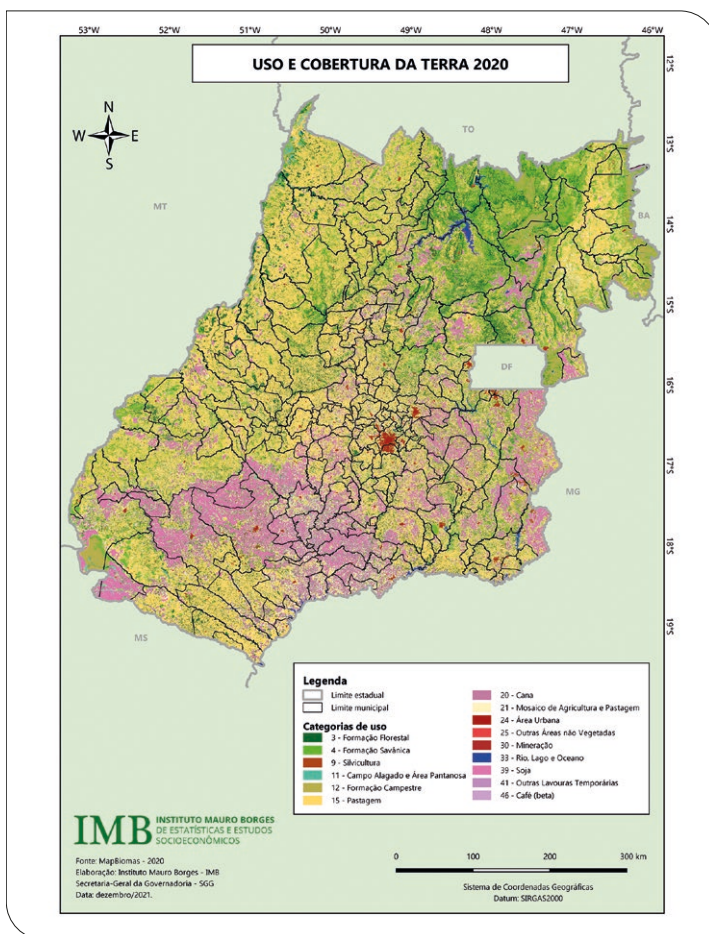 53°W 52°W 51°W 50°W 49°W 48°W 47°W 46°W
USO E COBERTURA DA TERRA 2020
12°S
N
W E
S
TO
13°S
MT
BA
14°S
15°S
DF
16°S
17°S
MG
18°S
MS
19°S
Legenda
Limite estadual
Limite municipal
Categorias de uso
3 - Formação Florestal
4 - Formação Savânica
9 - Silvicultura
11 - Campo Alagado e Área Pantanosa
12 - Formação Campestre
15 - Pastagem
20 - Cana
21 - Mosaico de Agricultura e Pastagem
24 - Área Urbana
25 - Outras Áreas não Vegetadas
30 - Mineração
33 - Rio, Lago e Oceano
39 - Soja
41 - Outras Lavouras Temporárias
46 - Café (beta)
IMB INSTITUTO MAURO BORGES
DE ESTATÍSTICAS E ESTUDOS
SOCIOECONÔMICOS
Fonte: MapBiomas - 2020
Elaboração: Instituto Mauro Borges - IMB
Secretaria-Geral da Governadoria - SGG
Data: dezembro/2021.
0 100 200 300 km
Sistema de Coordenadas Geográficas
Datum: SIRGAS2000